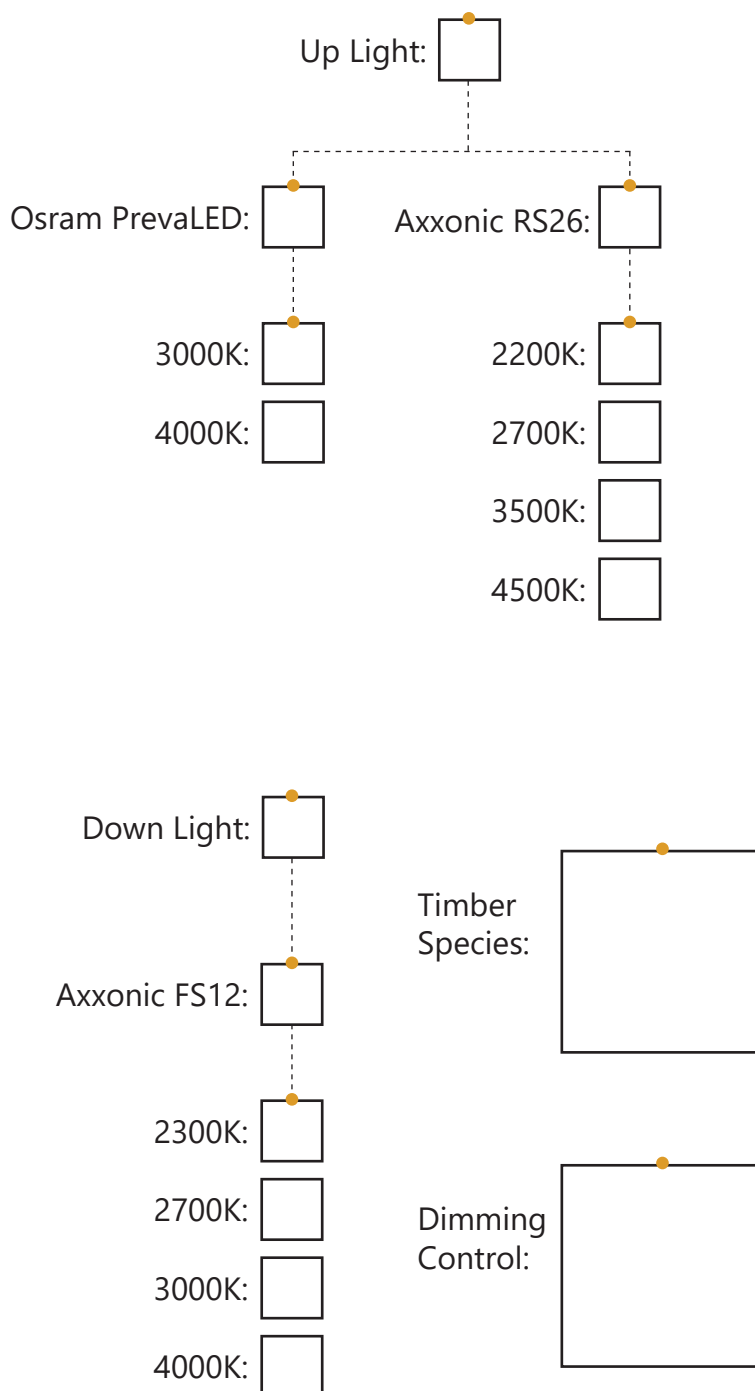 Up Light:
Osram PrevaLED:
Axxonic RS26:
3000K:
2200K:
4000K:
2700K:
3500K:
4500K:
Down Light:
Timber
Species:
Axxonic FS12:
2300K:
2700K:
Dimming
Control:
3000K:
4000K: